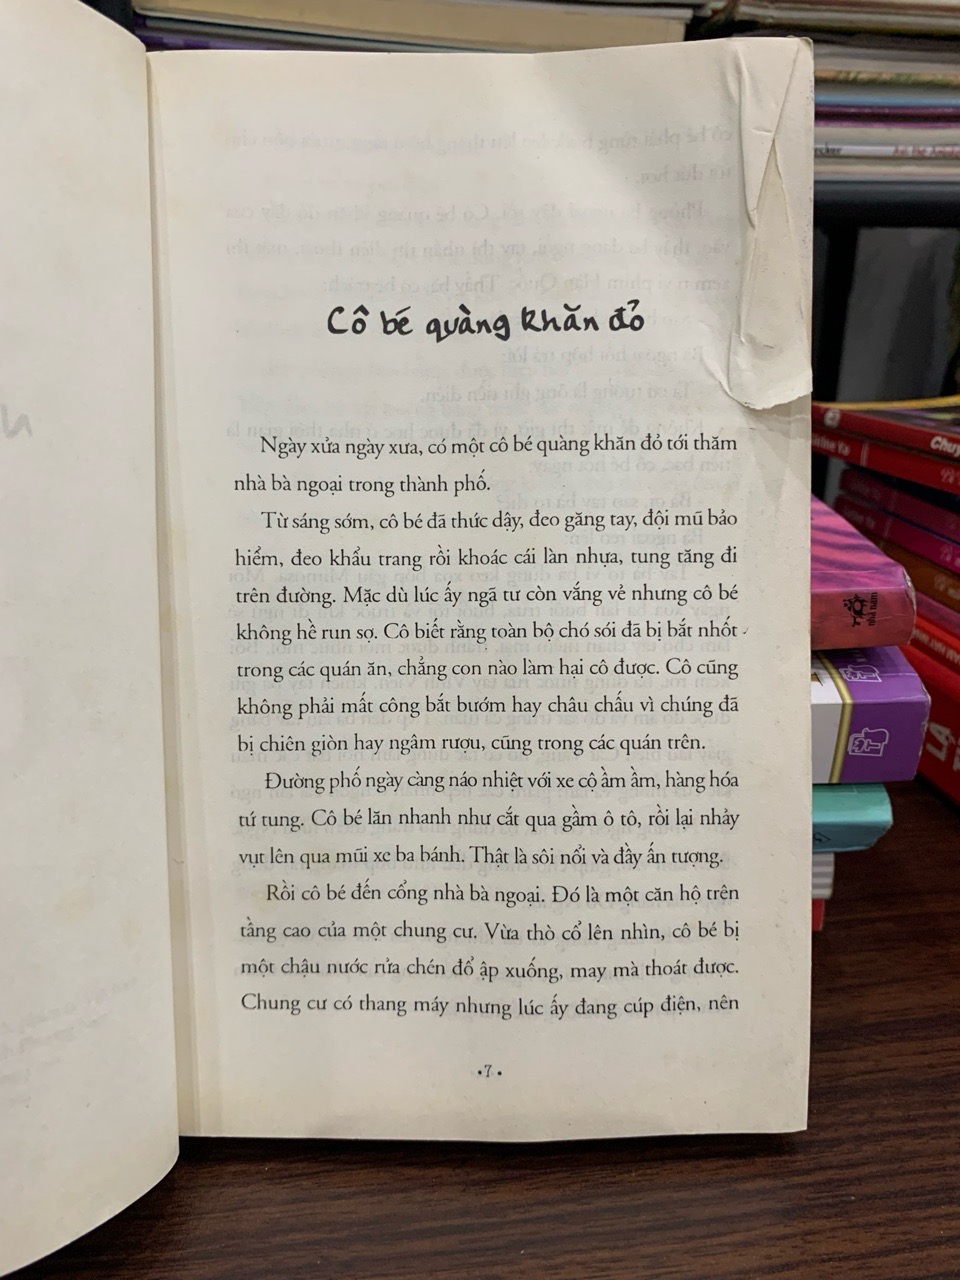 Cô bé quàng khăn đỏ
Ngày xửa ngày xưa, có một cô bé quàng khăn đỏ tới thăm
nhà bà ngoại trong thành phố.
Từ sáng sớm, cô bé đã thức dậy, đeo găng tay, đội mũ bảo
hiểm, đeo khẩu trang rồi khoác cái làn nhựa, tung tăng đi
trên đường. Mặc dù lúc ấy ngã tư còn vắng vẻ nhưng cô bé
không hề run sợ. Cô biết rằng toàn bộ chó sói đã bị bắt nhốt
trong các quán ăn, chẳng con nào làm hại cô được. Cô cũng
không phải mất công bắt bướm hay châu chấu vì chúng đã
bị chiên giòn hay ngâm rượu, cũng trong các quán trên.
Đường phố ngày càng náo nhiệt với xe cộ ầm ầm, hàng hóa
tứ tung. Cô bé lăn nhanh như cắt qua gầm ô tô, rồi lại nhảy
vụt lên qua mũi xe ba bánh. Thật là sôi nổi và đầy ấn tượng.
Rồi cô bé đến cổng nhà bà ngoại. Đó là một căn hộ trên
tầng cao của một chung cư. Vừa thò cổ lên nhìn, cô bé bị
một chậu nước rửa chén đổ ập xuống, may mà thoát được.
Chung cư có thang máy nhưng lúc ấy đang cúp điện, nên
•7•
nhã nam
Chuy